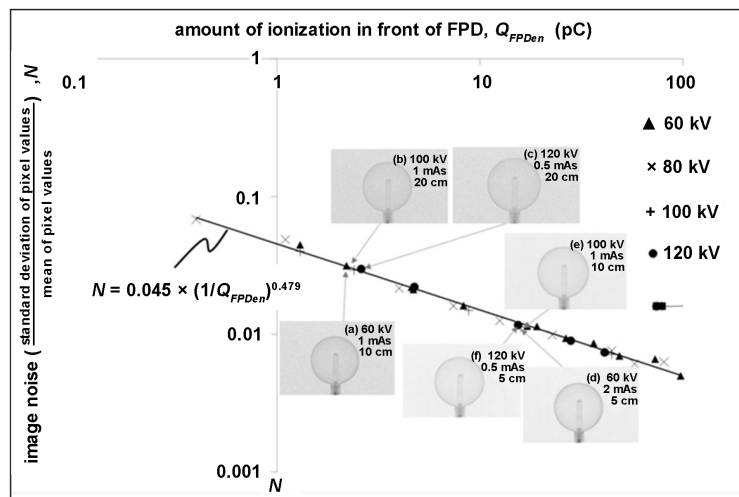 amount of ionization in front of FPD, Q_FPDen (pC)
0.1
1
1
10
100
image noise ( standard deviation of pixel values / mean of pixel values ) , N
60 kV
80 kV
100 kV
120 kV
(b) 100 kV
1 mAs
20 cm
(c) 120 kV
0.5 mAs
20 cm
0.1
(e) 100 kV
1 mAs
10 cm
N = 0.045 × (1/Q_FPDen)^0.479
0.01
(a) 60 kV
1 mAs
10 cm
(f) 120 kV
0.5 mAs
5 cm
(d) 60 kV
2 mAs
5 cm
0.001
N